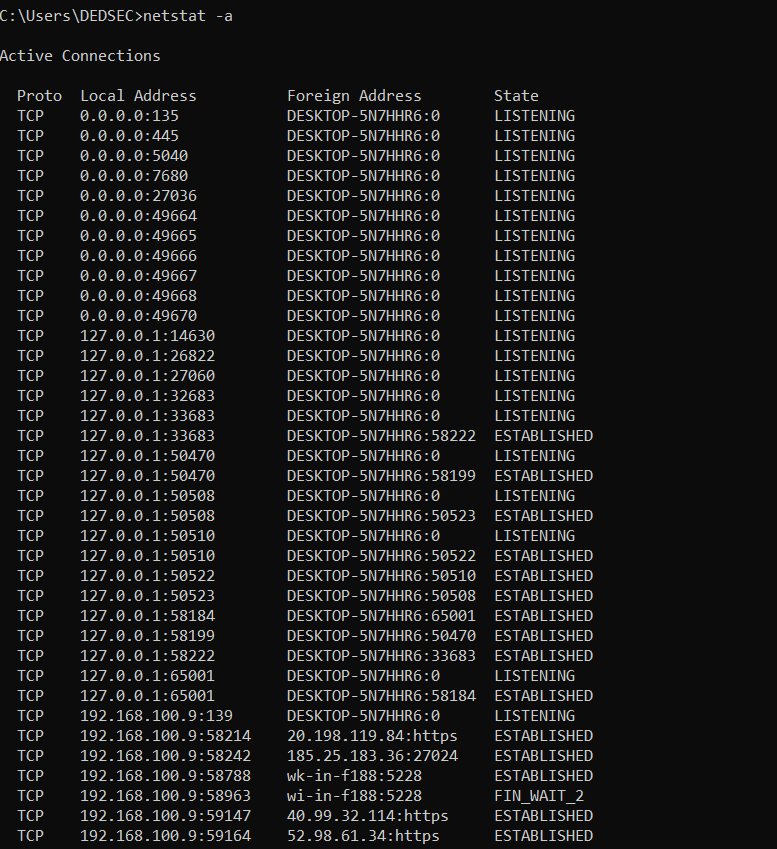 C:\Users\DEDSEC>netstat -a
Active Connections
Proto  Local Address          Foreign Address        State
TCP    0.0.0.0:135            DESKTOP-5N7HHR6:0      LISTENING
TCP    0.0.0.0:445            DESKTOP-5N7HHR6:0      LISTENING
TCP    0.0.0.0:5040           DESKTOP-5N7HHR6:0      LISTENING
TCP    0.0.0.0:7680           DESKTOP-5N7HHR6:0      LISTENING
TCP    0.0.0.0:27036          DESKTOP-5N7HHR6:0      LISTENING
TCP    0.0.0.0:49664          DESKTOP-5N7HHR6:0      LISTENING
TCP    0.0.0.0:49665          DESKTOP-5N7HHR6:0      LISTENING
TCP    0.0.0.0:49666          DESKTOP-5N7HHR6:0      LISTENING
TCP    0.0.0.0:49667          DESKTOP-5N7HHR6:0      LISTENING
TCP    0.0.0.0:49668          DESKTOP-5N7HHR6:0      LISTENING
TCP    0.0.0.0:49670          DESKTOP-5N7HHR6:0      LISTENING
TCP    127.0.0.1:14630        DESKTOP-5N7HHR6:0      LISTENING
TCP    127.0.0.1:26822        DESKTOP-5N7HHR6:0      LISTENING
TCP    127.0.0.1:27060        DESKTOP-5N7HHR6:0      LISTENING
TCP    127.0.0.1:32683        DESKTOP-5N7HHR6:0      LISTENING
TCP    127.0.0.1:33683        DESKTOP-5N7HHR6:0      LISTENING
TCP    127.0.0.1:33683        DESKTOP-5N7HHR6:58222  ESTABLISHED
TCP    127.0.0.1:50470        DESKTOP-5N7HHR6:0      LISTENING
TCP    127.0.0.1:50470        DESKTOP-5N7HHR6:58199  ESTABLISHED
TCP    127.0.0.1:50508        DESKTOP-5N7HHR6:0      LISTENING
TCP    127.0.0.1:50508        DESKTOP-5N7HHR6:50523  ESTABLISHED
TCP    127.0.0.1:50510        DESKTOP-5N7HHR6:0      LISTENING
TCP    127.0.0.1:50510        DESKTOP-5N7HHR6:50522  ESTABLISHED
TCP    127.0.0.1:50522        DESKTOP-5N7HHR6:50510  ESTABLISHED
TCP    127.0.0.1:50523        DESKTOP-5N7HHR6:50508  ESTABLISHED
TCP    127.0.0.1:58184        DESKTOP-5N7HHR6:65001  ESTABLISHED
TCP    127.0.0.1:58199        DESKTOP-5N7HHR6:50470  ESTABLISHED
TCP    127.0.0.1:58222        DESKTOP-5N7HHR6:33683  ESTABLISHED
TCP    127.0.0.1:65001        DESKTOP-5N7HHR6:0      LISTENING
TCP    127.0.0.1:65001        DESKTOP-5N7HHR6:58184  ESTABLISHED
TCP    192.168.100.9:139      DESKTOP-5N7HHR6:0      LISTENING
TCP    192.168.100.9:58214    20.198.119.84:https    ESTABLISHED
TCP    192.168.100.9:58242    185.25.183.36:27024    ESTABLISHED
TCP    192.168.100.9:58788    wk-in-f188:5228        ESTABLISHED
TCP    192.168.100.9:58963    wi-in-f188:5228        FIN_WAIT_2
TCP    192.168.100.9:59147    40.99.32.114:https     ESTABLISHED
TCP    192.168.100.9:59164    52.98.61.34:https      ESTABLISHED